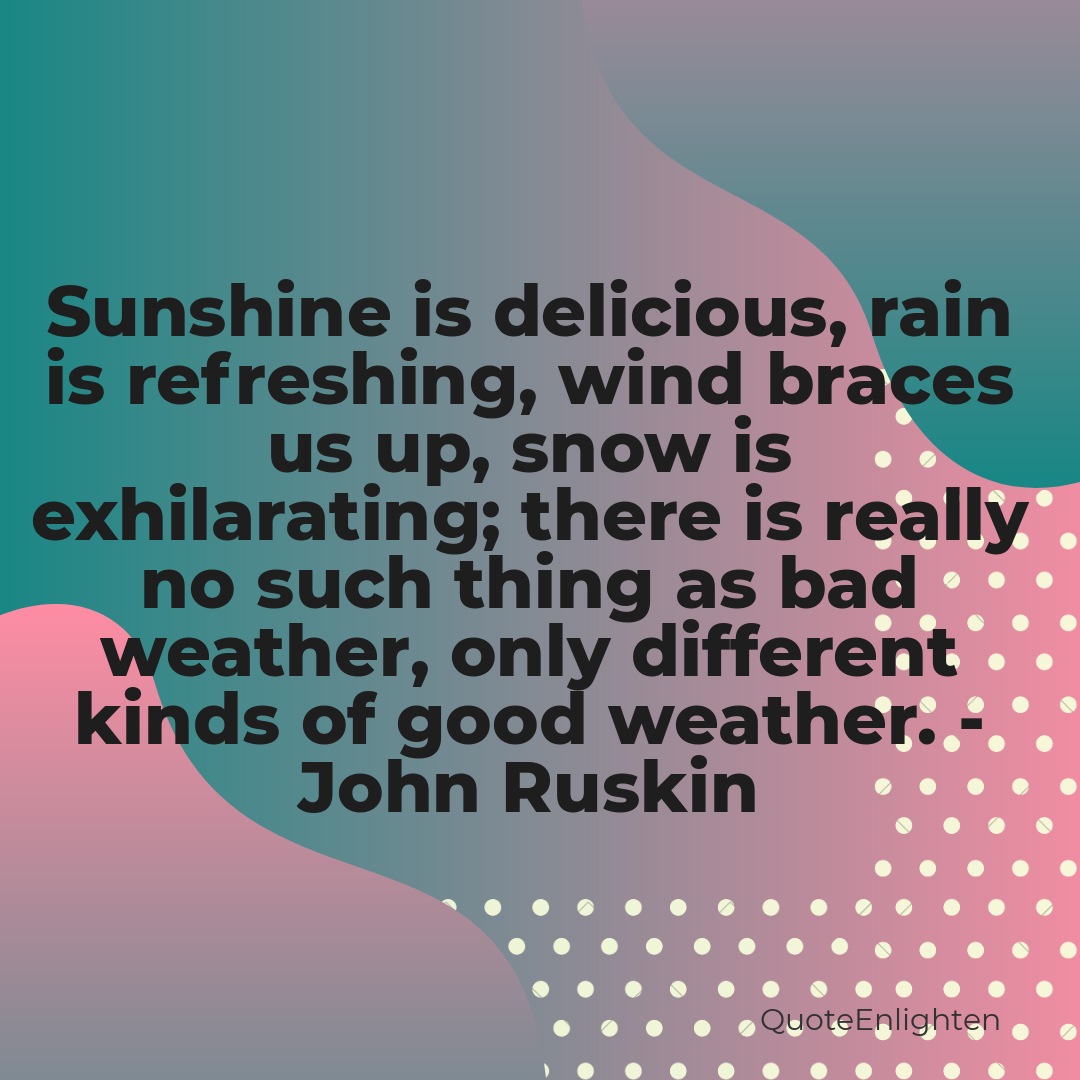 Sunshine is delicious, rain
is refreshing, wind braces
us up, snow is
exhilarating; there is really
no such thing as bad
weather, only different
kinds of good weather. -
John Ruskin
QuoteEnlighten